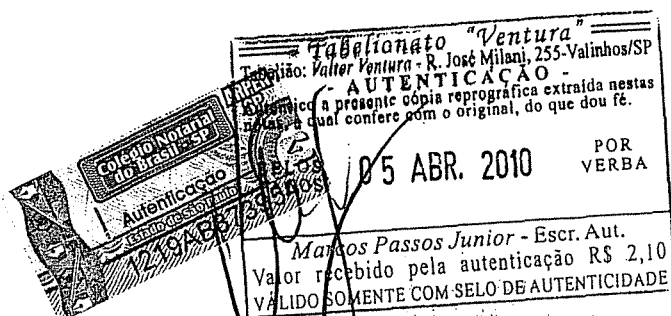 Tabelionato "Ventura"
Tabelião: Valter Ventura - R. José Milani, 255-Valinhos/SP
- AUTENTICAÇÃO -
Autentico a presente cópia reprográfica extraída nestas
notas, a qual confere com o original, do que dou fé.
05 ABR. 2010
POR
VERBA
Marcos Passos Junior - Escr. Aut.
Valor recebido pela autenticação R$ 2,10
VÁLIDO SOMENTE COM SELO DE AUTENTICIDADE
Colégio Notarial
do Brasil - SP
Autenticação
Estado de São Paulo